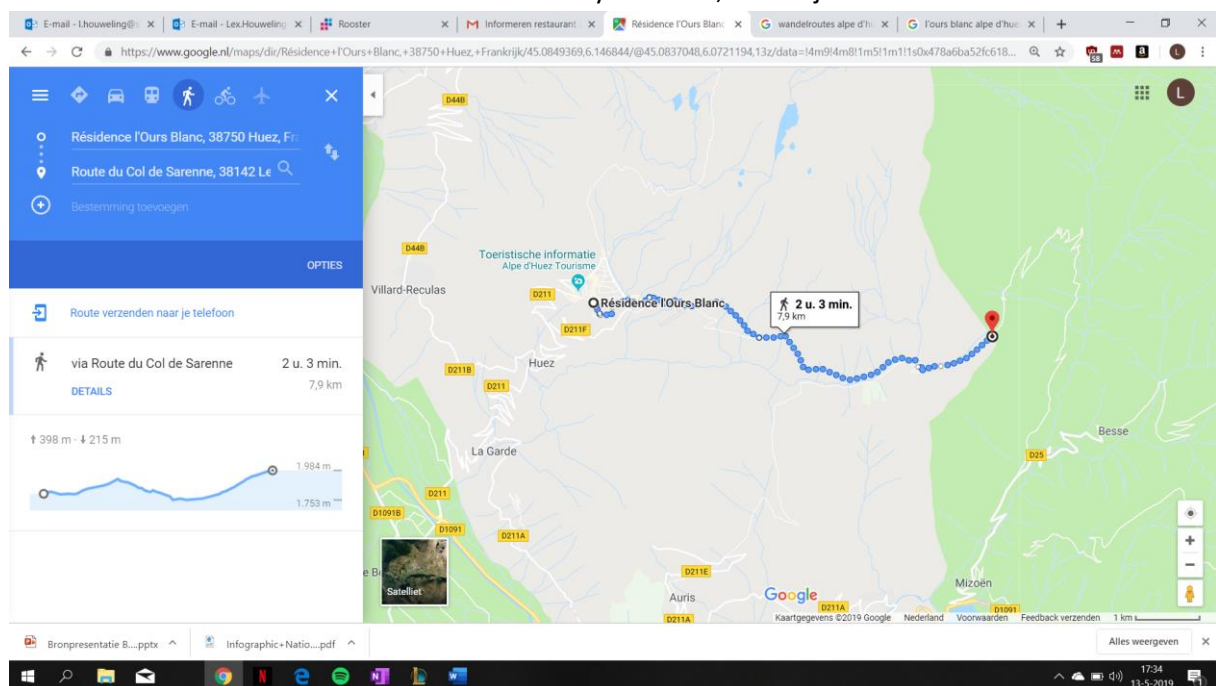 E-mail - l.houweling@s
E-mail - Lex.Houweling
Rooster
Informeren restaurant
Résidence l'Ours Blanc
wandelroutes alpe d'h
l'ours blanc alpe d'hue
https://www.google.nl/maps/dir/Résidence+l'Ours+Blanc,+38750+Huez,+Frankrijk/45.0849369,6.146844/@45.0837048,6.0721194,13z/data=!4m9!4m8!1m5!1m1!1s0x478a6ba52fc618...
58
Résidence l'Ours Blanc, 38750 Huez, Fra
Route du Col de Sarenne, 38142 Le
Bestemming toevoegen
OPTIES
Route verzenden naar je telefoon
via Route du Col de Sarenne 2 u. 3 min.
DETAILS 7,9 km
398 m · 215 m
1.984 m
1.753 m
L
D44B
D44B
Toeristische informatie
Alpe d'Huez Tourisme
Villard-Reculas
D211
Résidence l'Ours Blanc
2 u. 3 min.
7,9 km
D211F
Huez
D211B
D211
La Garde
Besse
D25
D211
D1091B
D1091
D211A
Satelliet
D211E
Auris
Mizoën
Google
D211A
D1091
D211A
Kaartgegevens ©2019 Google Nederland Voorwaarden Feedback verzenden 1 km
Bronpresentatie B....pptx
Infographic+Natio....pdf
Alles weergeven
17:34
13-5-2019